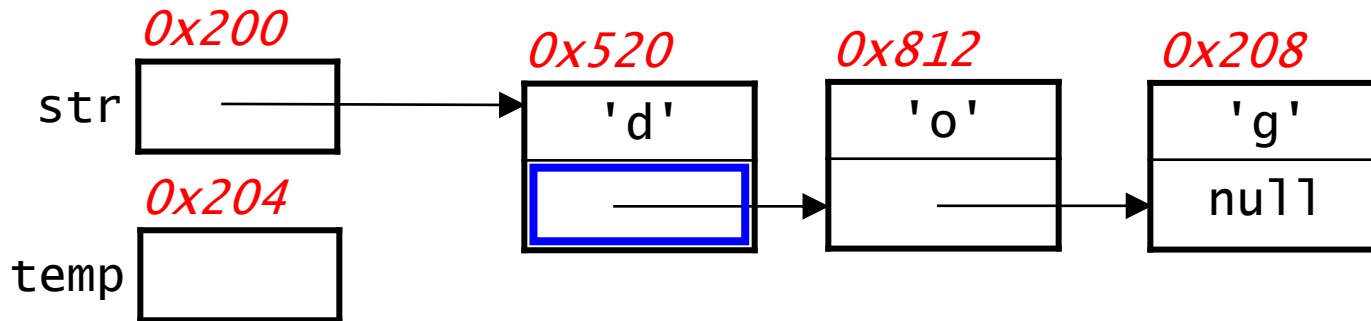 0x200
0x520
0x812
0x208
str
'd'
'o'
'g'
null
0x204
temp